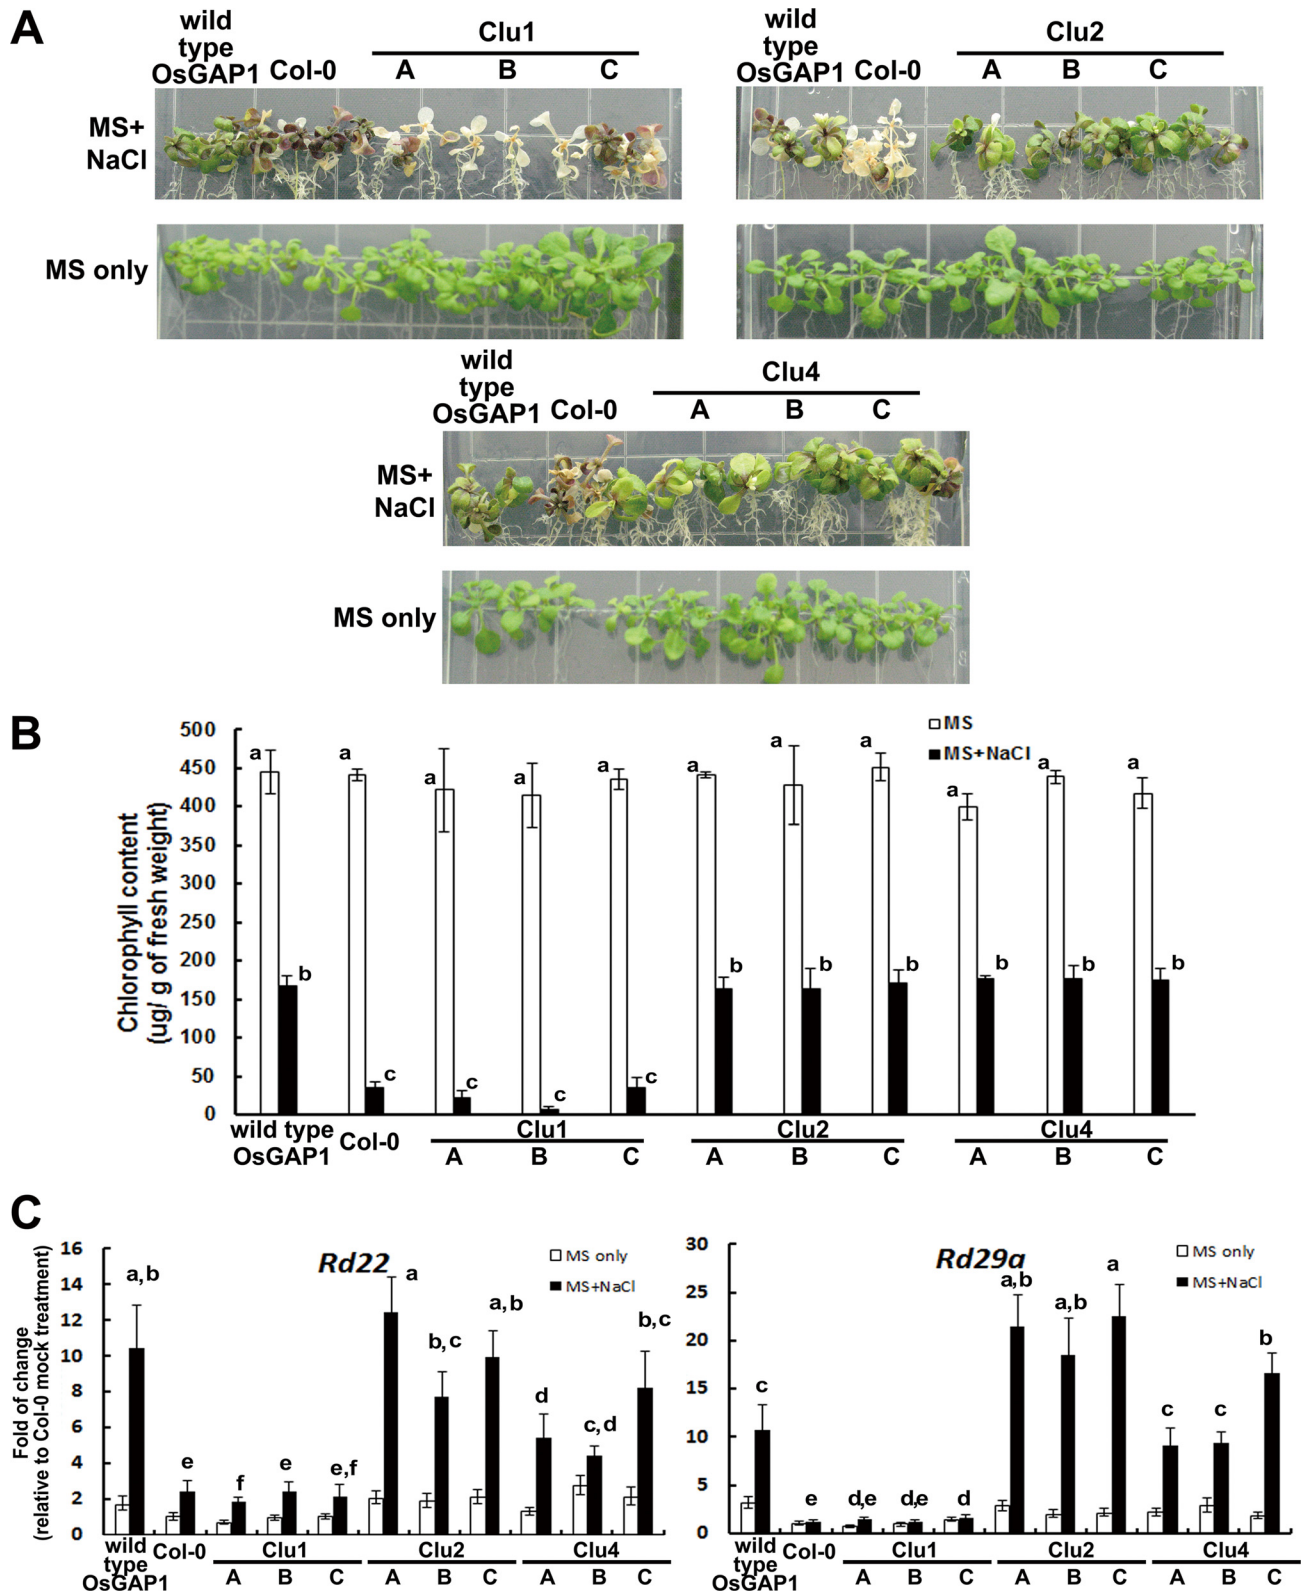 A
wild
type
OsGAP1 Col-0
Clu1
A B C
MS+
NaCl
MS only
wild
type
OsGAP1 Col-0
Clu2
A B C
wild
type
OsGAP1 Col-0
Clu4
A B C
MS+
NaCl
MS only
B
Chlorophyll content
(ug/ g of fresh weight)
500
450
400
350
300
250
200
150
100
50
0
MS
MS+NaCl
a a a a a a a a a a a
b c c c c b b b b b b
wild type
OsGAP1
Col-0
Clu1
A B C
Clu2
A B C
Clu4
A B C
C
Fold of change
(relative to Col-0 mock treatment)
16
14
12
10
8
6
4
2
0
Rd22
MS only
MS+NaCl
a,b e f e e,f a b,c a,b d c,d b,c
wild
type
OsGAP1
Col-0
Clu1
A B C
Clu2
A B C
Clu4
A B C
30
25
20
15
10
5
0
Rd29a
MS only
MS+NaCl
c e d,e d,e d a,b a,b a c c b
wild
type
OsGAP1
Col-0
Clu1
A B C
Clu2
A B C
Clu4
A B C